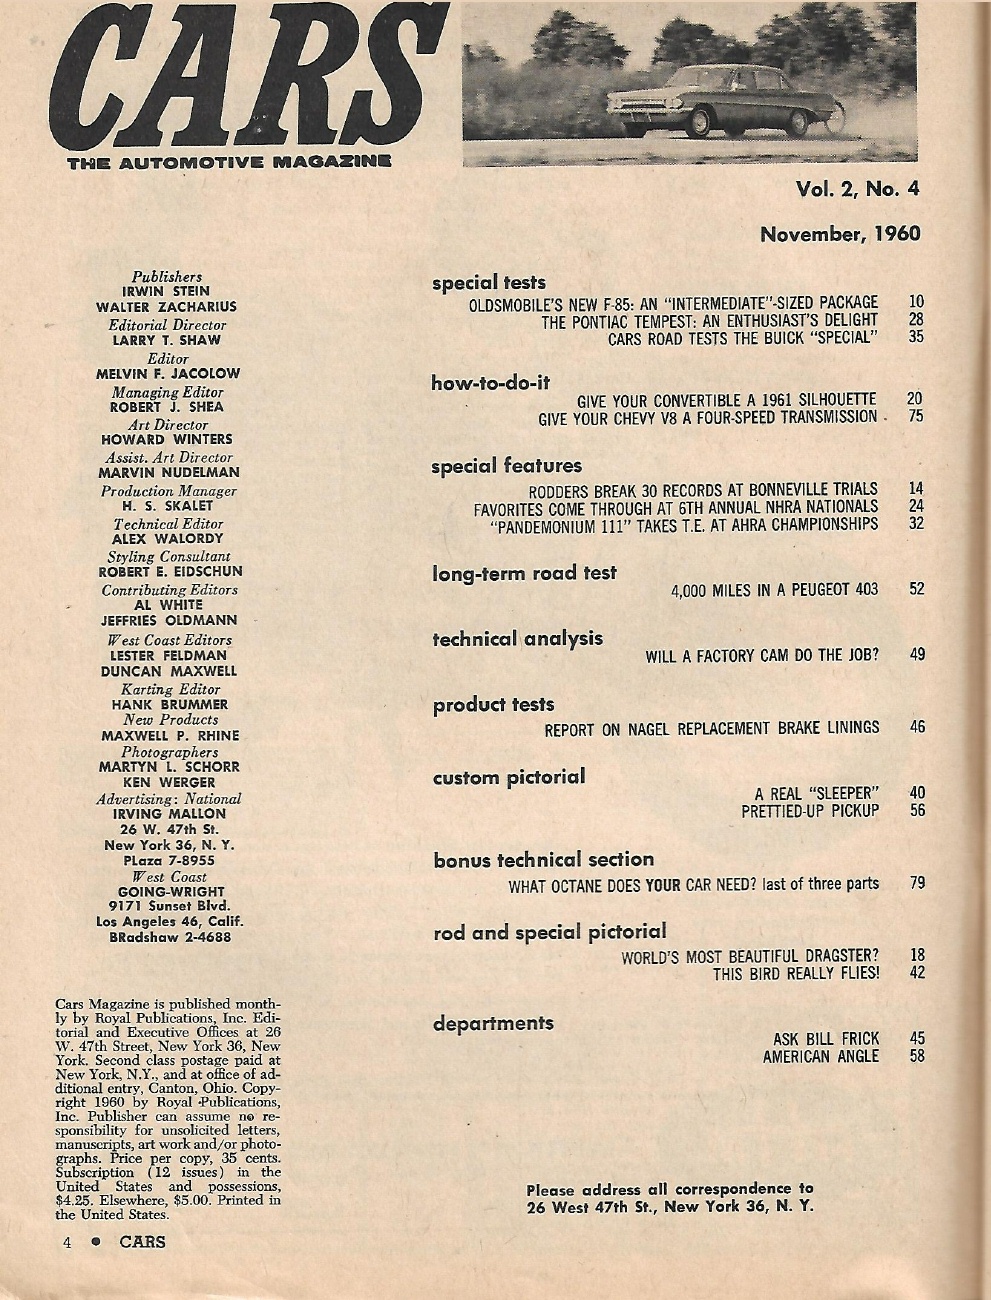 CARS
THE AUTOMOTIVE MAGAZINE
Vol. 2, No. 4
November, 1960
Publishers
IRWIN STEIN
WALTER ZACHARIUS
Editorial Director
LARRY T. SHAW
Editor
MELVIN F. JACOLOW
Managing Editor
ROBERT J. SHEA
Art Director
HOWARD WINTERS
Assist. Art Director
MARVIN NUDELMAN
Production Manager
H. S. SKALET
Technical Editor
ALEX WALORDY
Styling Consultant
ROBERT E. EIDSCHUN
Contributing Editors
AL WHITE
JEFFRIES OLDMANN
West Coast Editors
LESTER FELDMAN
DUNCAN MAXWELL
Karting Editor
HANK BRUMMER
New Products
MAXWELL P. RHINE
Photographers
MARTYN L. SCHORR
KEN WERGER
Advertising: National
IRVING MALLON
26 W. 47th St.
New York 36, N. Y.
PLaza 7-8955
West Coast
GOING-WRIGHT
9171 Sunset Blvd.
Los Angeles 46, Calif.
BRadshaw 2-4688
Cars Magazine is published month-
ly by Royal Publications, Inc. Edi-
torial and Executive Offices at 26
W. 47th Street, New York 36, New
York. Second class postage paid at
New York, N.Y., and at office of ad-
ditional entry, Canton, Ohio. Copy-
right 1960 by Royal Publications,
Inc. Publisher can assume no re-
sponsibility for unsolicited letters,
manuscripts, art work and/or photo-
graphs. Price per copy, 35 cents.
Subscription (12 issues) in the
United States and possessions,
$4.25. Elsewhere, $5.00. Printed in
the United States.
special tests
OLDSMOBILE'S NEW F-85: AN "INTERMEDIATE"-SIZED PACKAGE 10
THE PONTIAC TEMPEST: AN ENTHUSIAST'S DELIGHT 28
CARS ROAD TESTS THE BUICK "SPECIAL" 35
how-to-do-it
GIVE YOUR CONVERTIBLE A 1961 SILHOUETTE 20
GIVE YOUR CHEVY V8 A FOUR-SPEED TRANSMISSION 75
special features
RODDERS BREAK 30 RECORDS AT BONNEVILLE TRIALS 14
FAVORITES COME THROUGH AT 6TH ANNUAL NHRA NATIONALS 24
"PANDEMONIUM 111" TAKES T.E. AT AHRA CHAMPIONSHIPS 32
long-term road test
4,000 MILES IN A PEUGEOT 403 52
technical analysis
WILL A FACTORY CAM DO THE JOB? 49
product tests
REPORT ON NAGEL REPLACEMENT BRAKE LININGS 46
custom pictorial
A REAL "SLEEPER" 40
PRETTIED-UP PICKUP 56
bonus technical section
WHAT OCTANE DOES YOUR CAR NEED? last of three parts 79
rod and special pictorial
WORLD'S MOST BEAUTIFUL DRAGSTER? 18
THIS BIRD REALLY FLIES! 42
departments
ASK BILL FRICK 45
AMERICAN ANGLE 58
Please address all correspondence to
26 West 47th St., New York 36, N. Y.
4 ● CARS